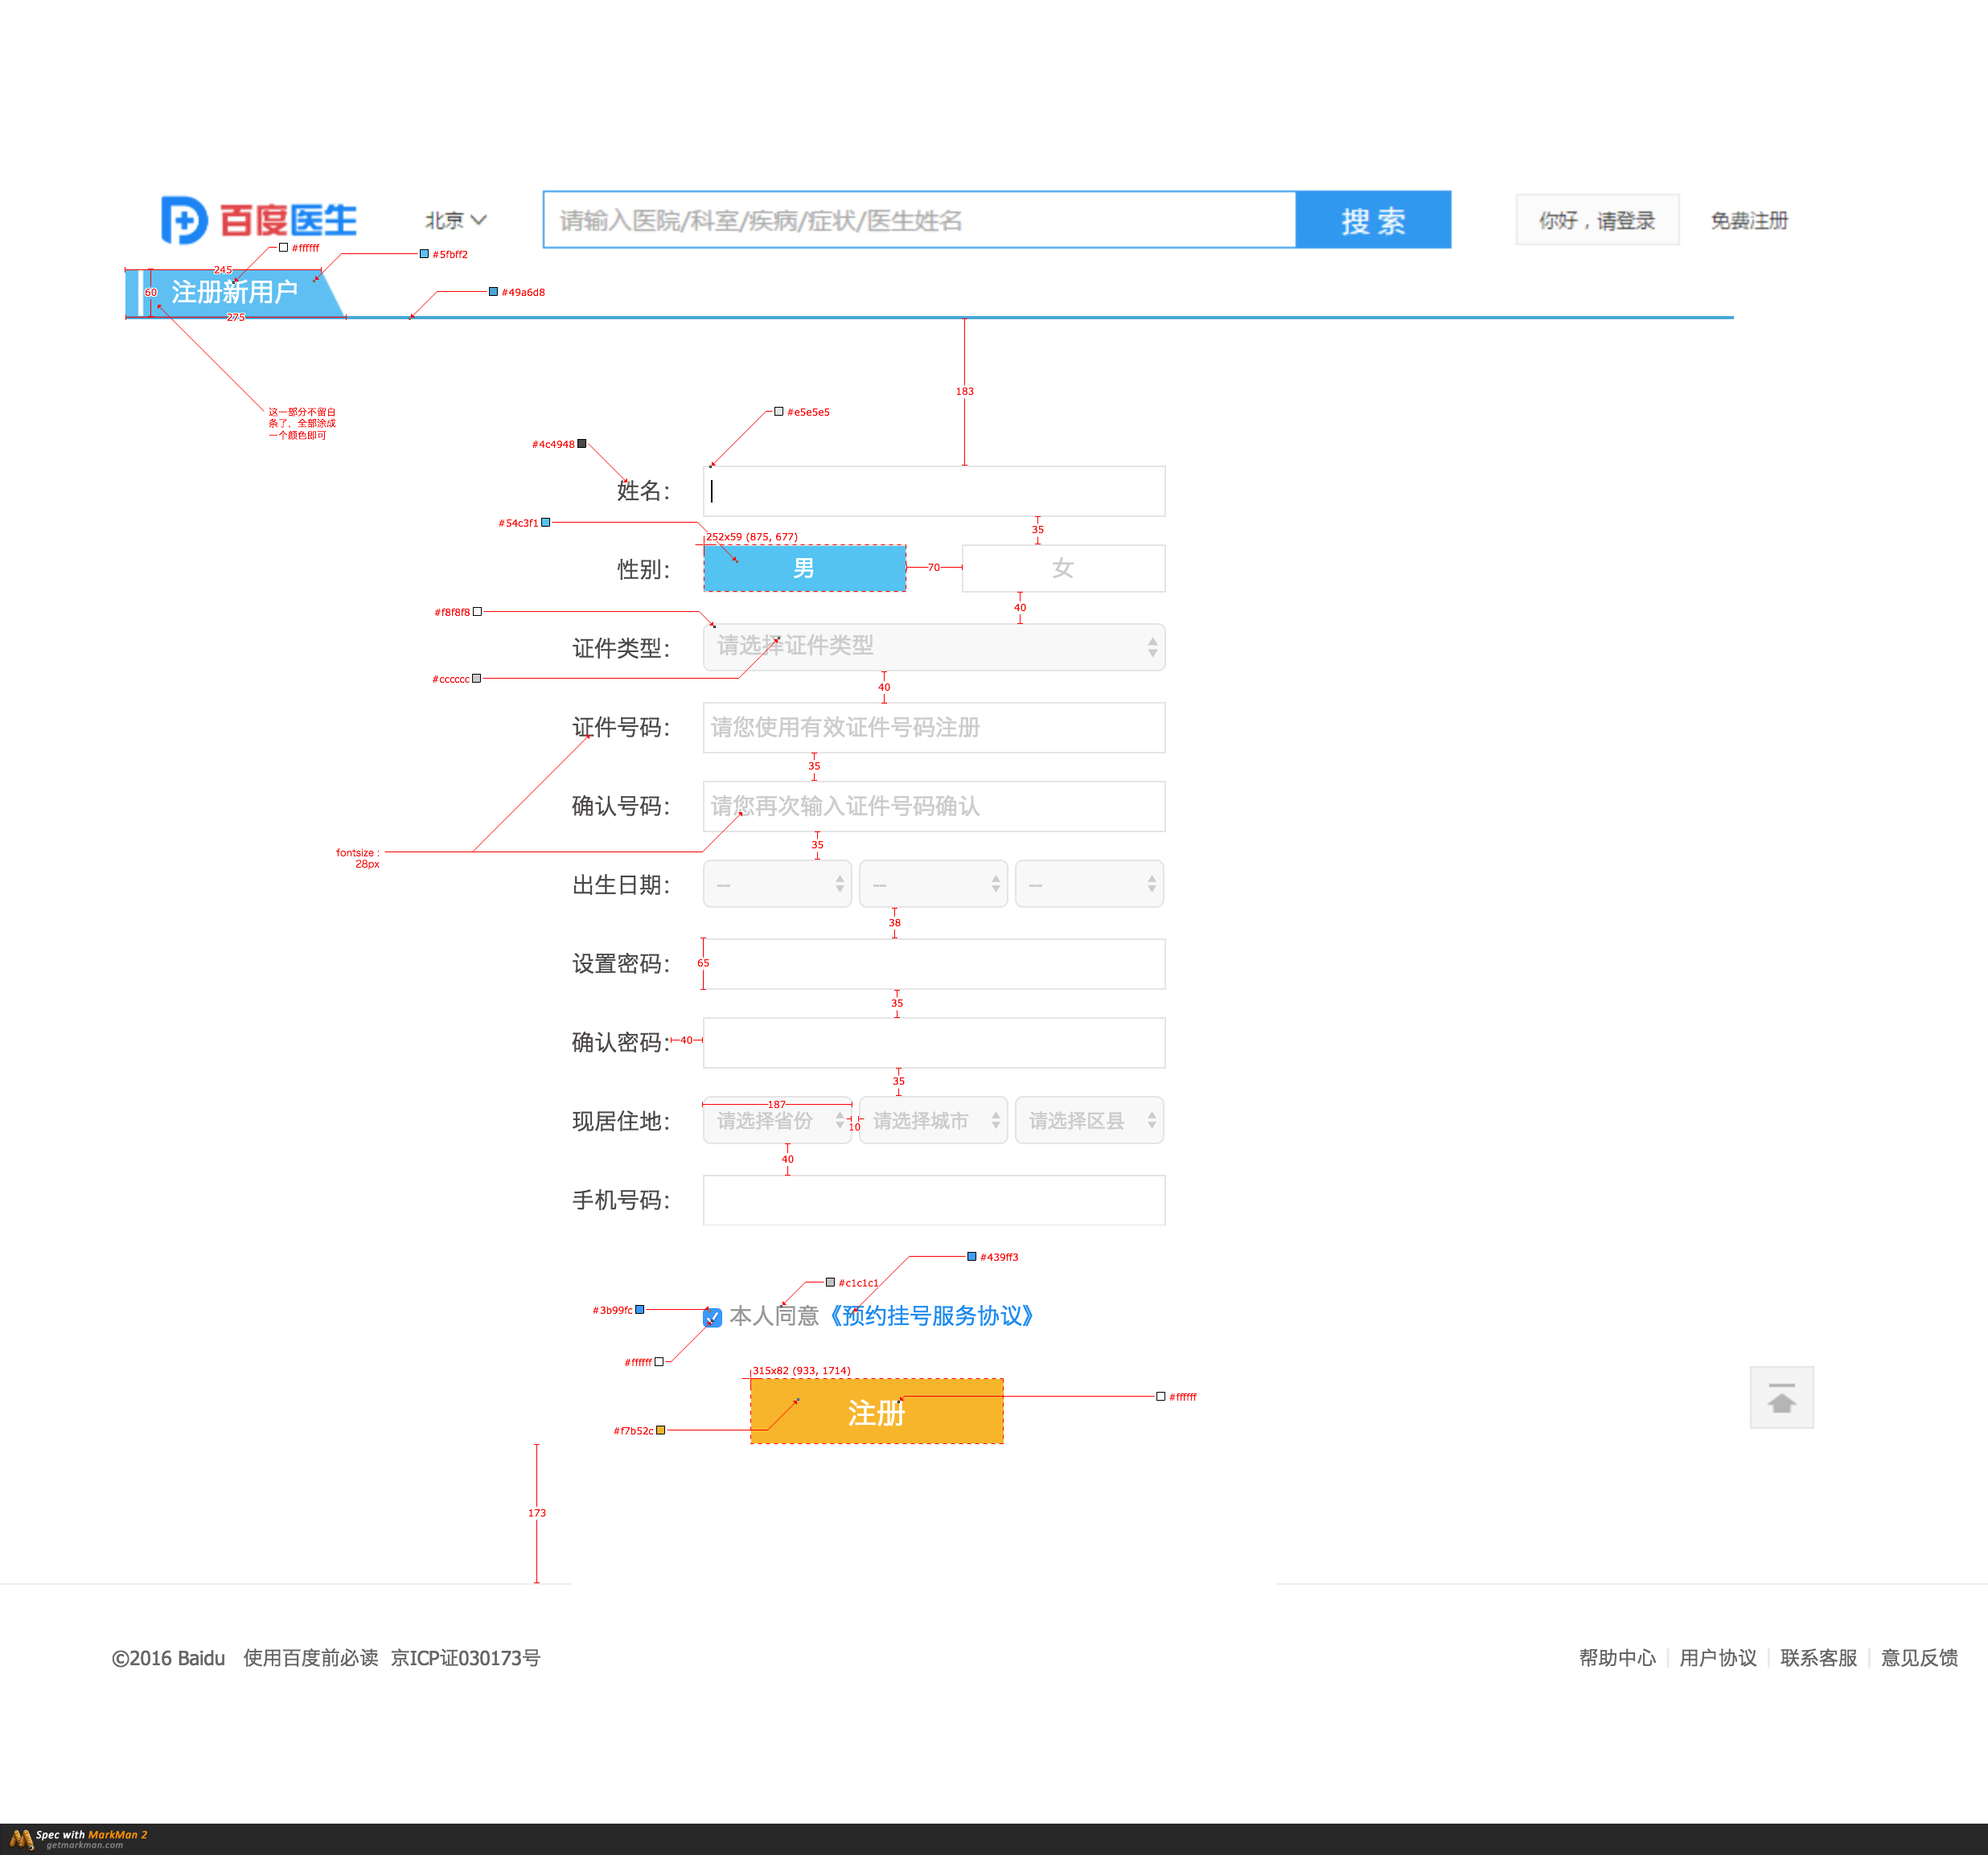 百度医生
北京
请输入医院/科室/疾病/症状/医生姓名
搜 索
你好，请登录
免费注册
#ffffff
#5fbff2
245
60
注册新用户
#49a6d8
275
这一部分不留白
条了，全部涂成
一个颜色即可
183
#e5e5e5
#4c4948
姓名：
35
#54c3f1
252x59 (875, 677)
性别：
男
70
女
40
#f8f8f8
证件类型：
请选择证件类型
#cccccc
40
证件号码：
请您使用有效证件号码注册
35
确认号码：
请您再次输入证件号码确认
35
fontsize :
28px
出生日期：
--
--
--
38
设置密码：
65
35
确认密码：
40
35
187
现居住地：
请选择省份
10
请选择城市
请选择区县
40
手机号码：
#439ff3
#c1c1c1
#3b99fc
本人同意《预约挂号服务协议》
#ffffff
315x82 (933, 1714)
注册
#ffffff
#f7b52c
173
©2016 Baidu 使用百度前必读 京ICP证030173号
帮助中心 | 用户协议 | 联系客服 | 意见反馈
Spec with MarkMan 2
getmarkman.com